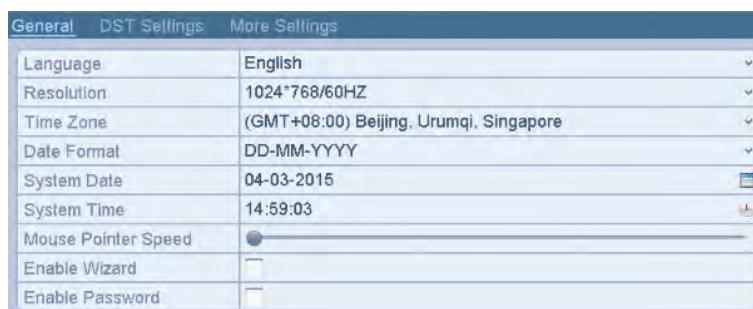 General DST Settings More Settings
Language English
Resolution 1024*768/60HZ
Time Zone (GMT+08:00) Beijing, Urumqi, Singapore
Date Format DD-MM-YYYY
System Date 04-03-2015
System Time 14:59:03
Mouse Pointer Speed
Enable Wizard
Enable Password